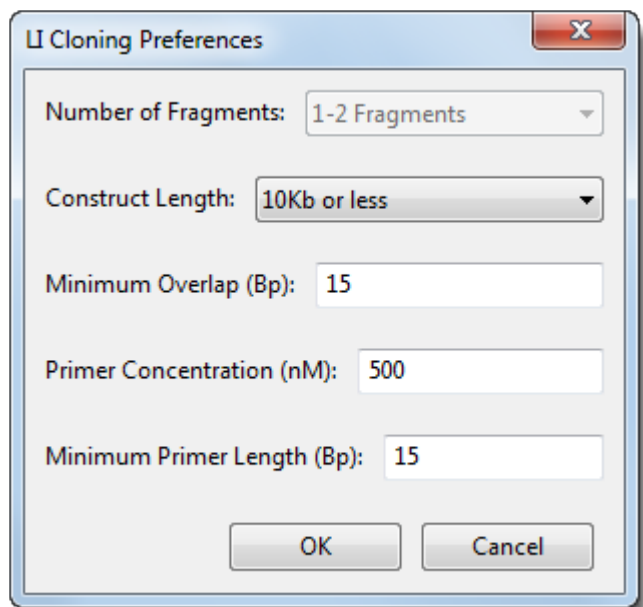 LI Cloning Preferences
Number of Fragments: 1-2 Fragments
Construct Length: 10Kb or less
Minimum Overlap (Bp): 15
Primer Concentration (nM): 500
Minimum Primer Length (Bp): 15
OK Cancel